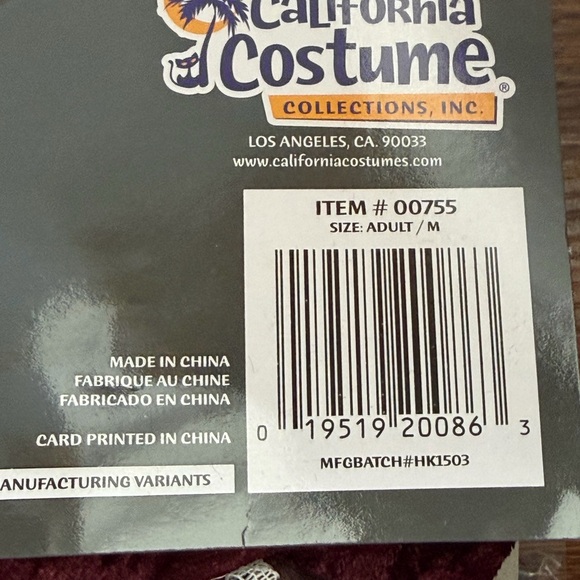 California
Costume
COLLECTIONS, INC.
®
LOS ANGELES, CA. 90033
www.californiacostumes.com
ITEM # 00755
SIZE: ADULT / M
MADE IN CHINA
FABRIQUE AU CHINE
FABRICADO EN CHINA
CARD PRINTED IN CHINA
ANUFACTURING VARIANTS
0 19519 20086 3
MFGBATCH#HK1503